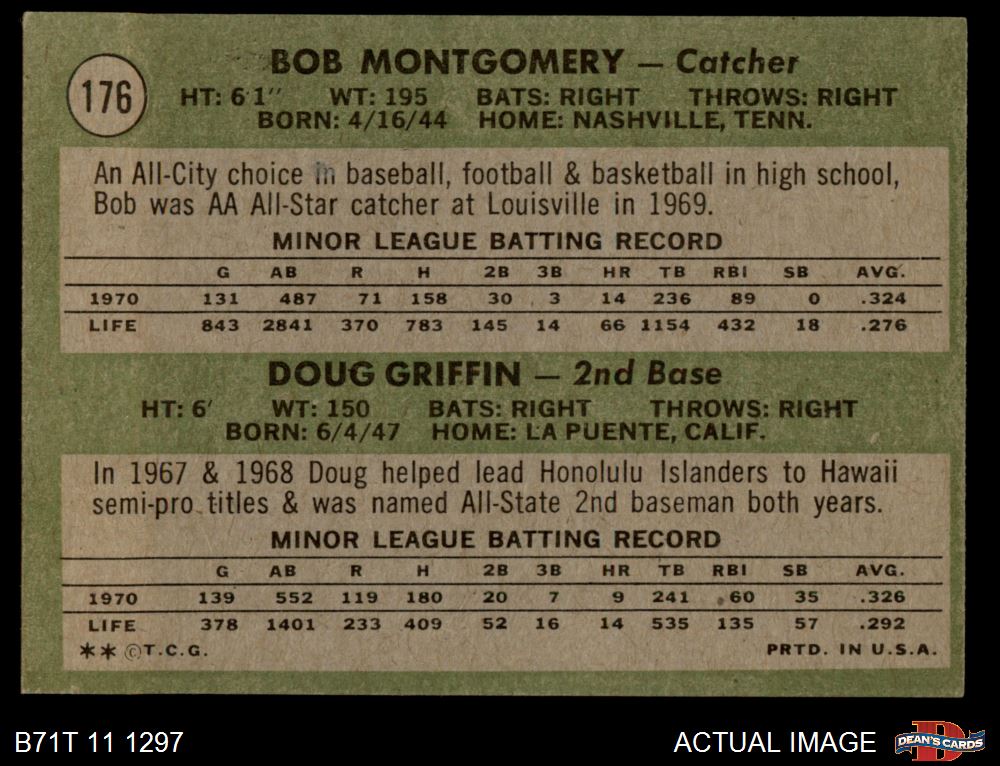 BOB MONTGOMERY — Catcher
176
HT: 6'1" WT: 195 BATS: RIGHT THROWS: RIGHT
BORN: 4/16/44 HOME: NASHVILLE, TENN.
An All-City choice in baseball, football & basketball in high school,
Bob was AA All-Star catcher at Louisville in 1969.
MINOR LEAGUE BATTING RECORD
G AB R H 2B 3B HR TB RBI SB AVG.
1970 131 487 71 158 30 3 14 236 89 0 .324
LIFE 843 2841 370 783 145 14 66 1154 432 18 .276
DOUG GRIFFIN — 2nd Base
HT: 6' WT: 150 BATS: RIGHT THROWS: RIGHT
BORN: 6/4/47 HOME: LA PUENTE, CALIF.
In 1967 & 1968 Doug helped lead Honolulu Islanders to Hawaii
semi-pro titles & was named All-State 2nd baseman both years.
MINOR LEAGUE BATTING RECORD
G AB R H 2B 3B HR TB RBI SB AVG.
1970 139 552 119 180 20 7 9 241 60 35 .326
LIFE 378 1401 233 409 52 16 14 535 135 57 .292
** ©T.C.G. PRTD. IN U.S.A.
B71T 11 1297 ACTUAL IMAGE DEAN'S CARDS